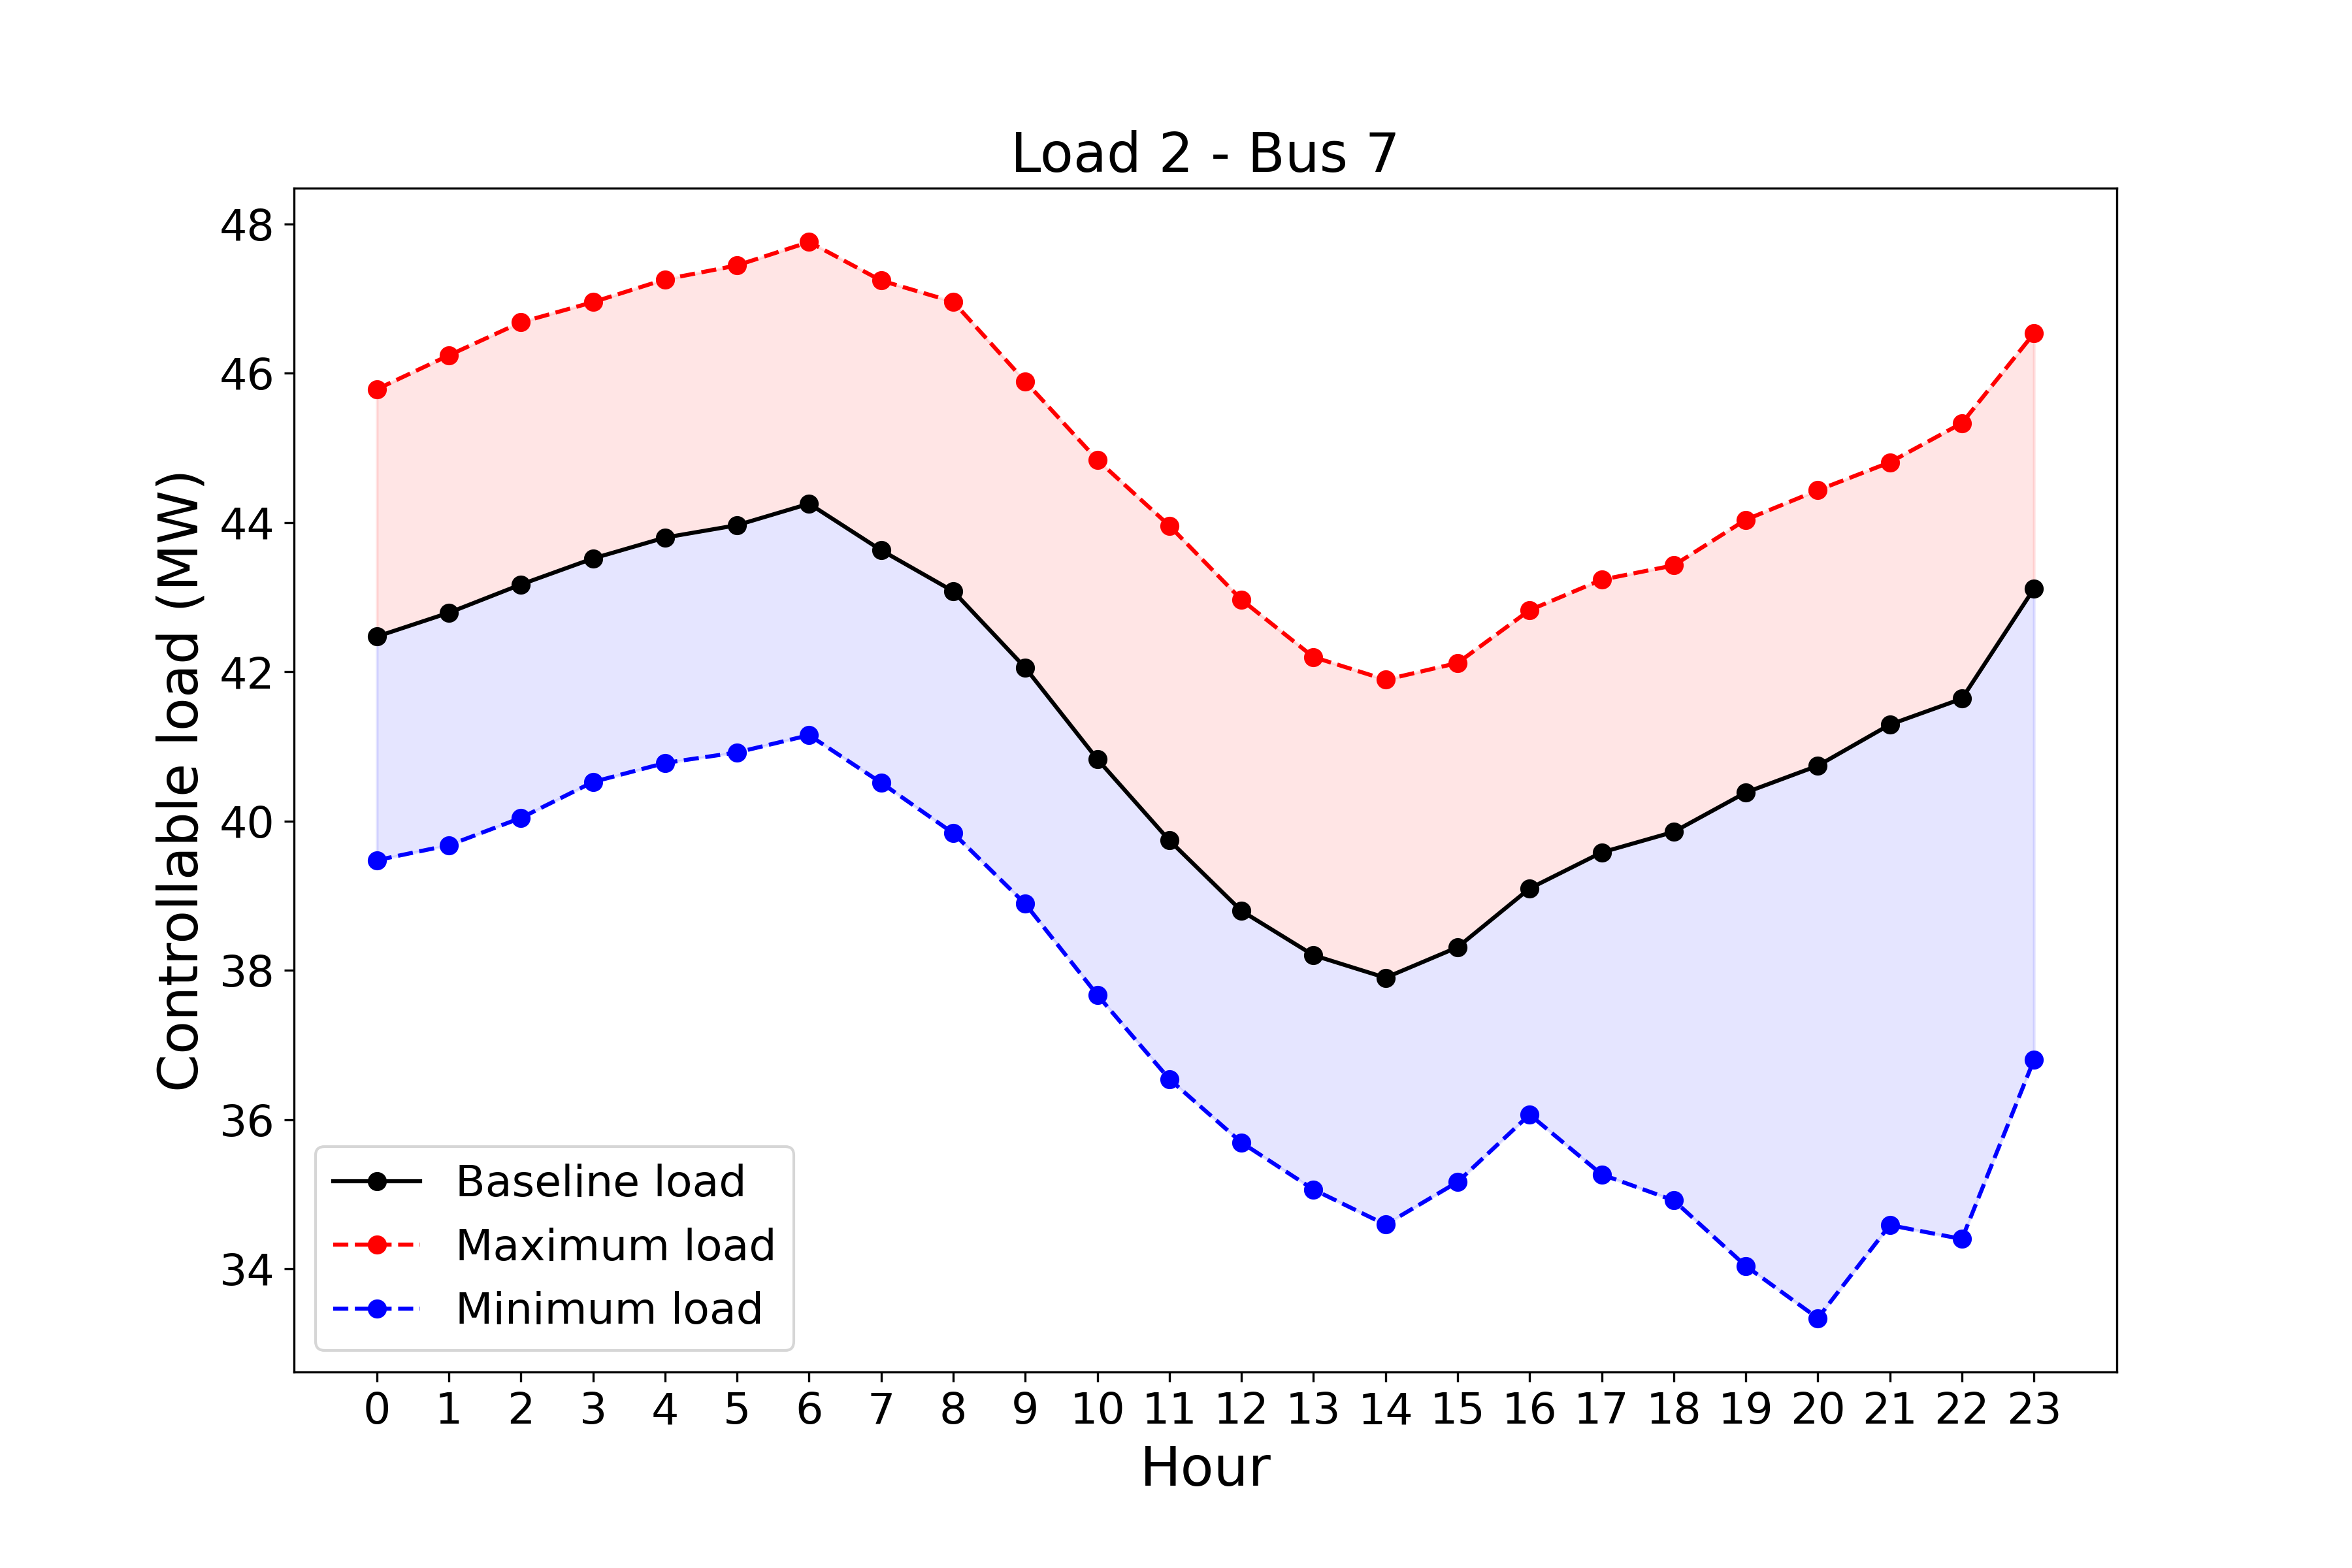 Load 2 - Bus 7
Controllable load (MW)
48
46
44
42
40
38
36
34
Baseline load
Maximum load
Minimum load
0 1 2 3 4 5 6 7 8 9 10 11 12 13 14 15 16 17 18 19 20 21 22 23
Hour